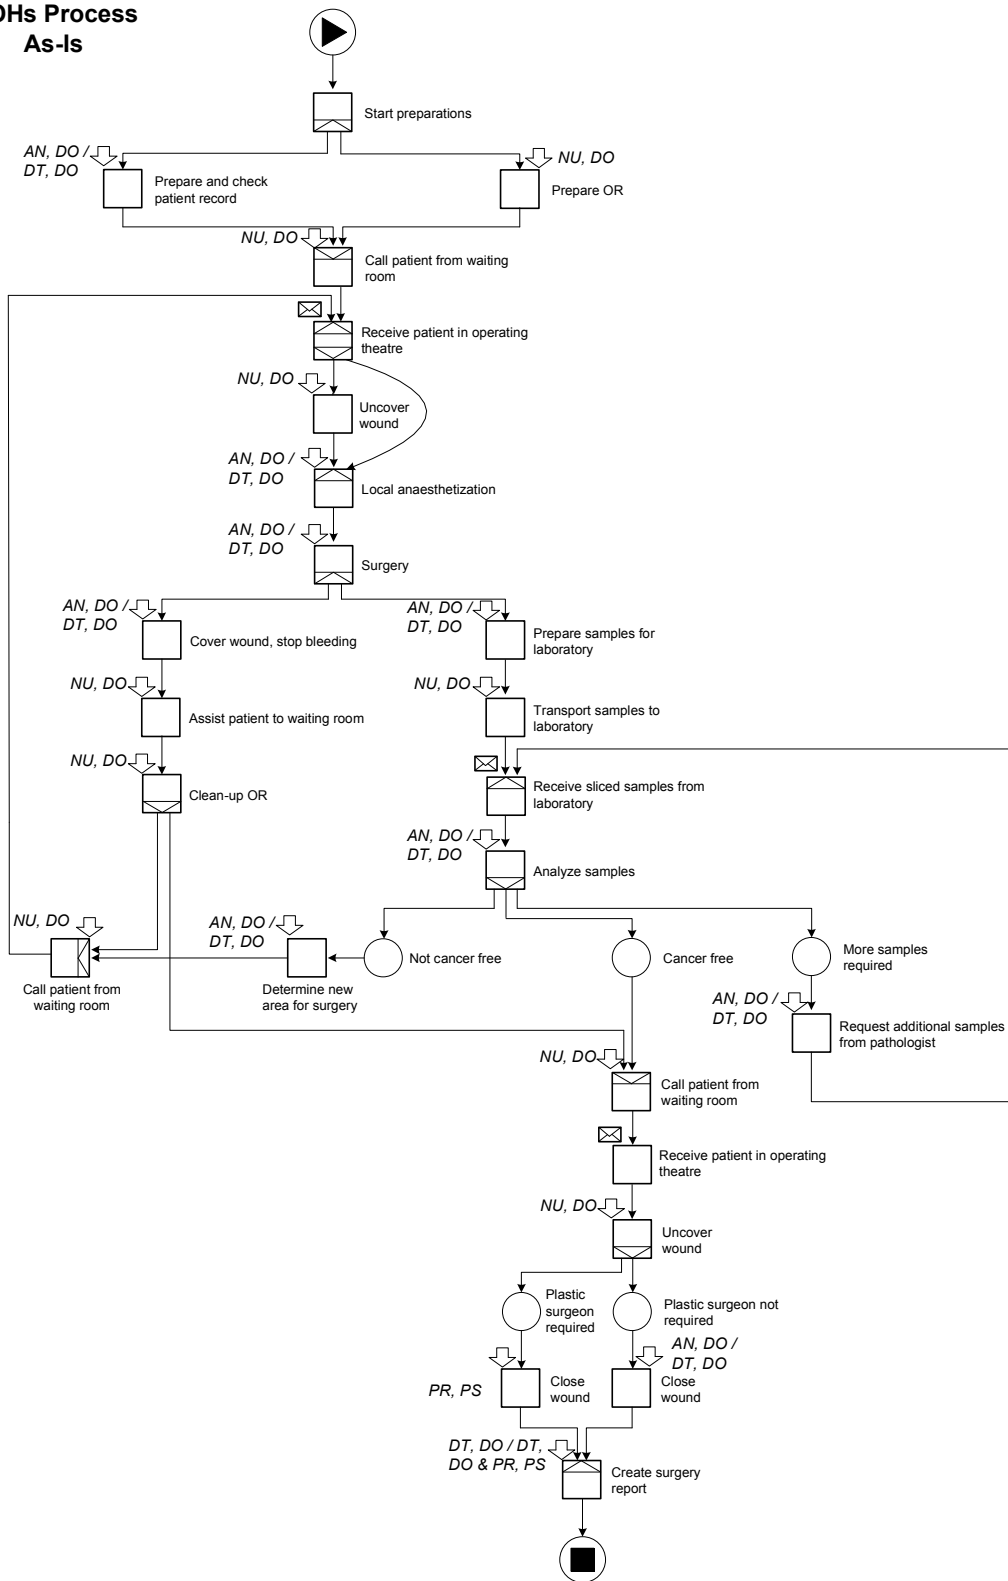 OHs Process
As-Is
Start preparations
AN, DO /
DT, DO
Prepare and check
patient record
NU, DO
Prepare OR
NU, DO
Call patient from waiting
room
Receive patient in operating
theatre
NU, DO
Uncover
wound
AN, DO /
DT, DO
Local anaesthetization
AN, DO /
DT, DO
Surgery
AN, DO /
DT, DO
Cover wound, stop bleeding
AN, DO /
DT, DO
Prepare samples for
laboratory
NU, DO
Assist patient to waiting room
NU, DO
Transport samples to
laboratory
NU, DO
Clean-up OR
Receive sliced samples from
laboratory
AN, DO /
DT, DO
Analyze samples
NU, DO
Call patient from
waiting room
AN, DO /
DT, DO
Determine new
area for surgery
Not cancer free
Cancer free
More samples
required
AN, DO /
DT, DO
Request additional samples
from pathologist
NU, DO
Call patient from
waiting room
Receive patient in operating
theatre
NU, DO
Uncover
wound
Plastic
surgeon
required
Plastic surgeon not
required
PR, PS
Close
wound
AN, DO /
DT, DO
Close
wound
DT, DO / DT,
DO & PR, PS
Create surgery
report